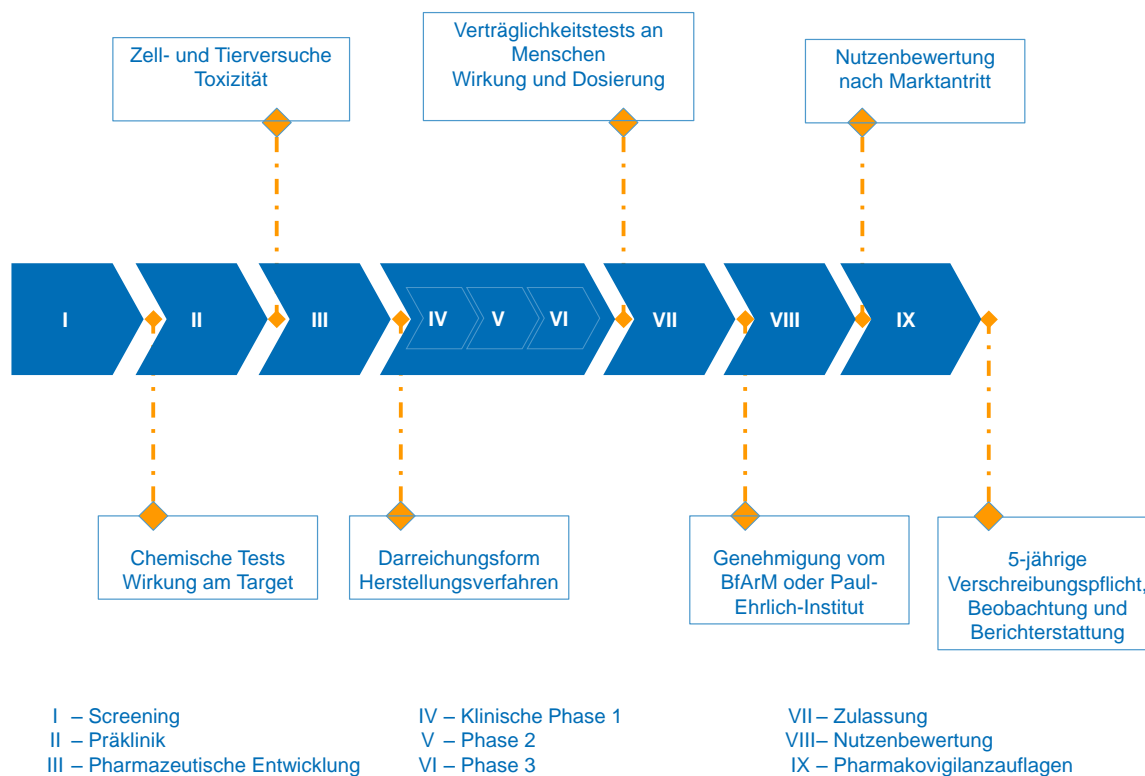 Zell- und Tierversuche
Toxizität
Verträglichkeitstests an
Menschen
Wirkung und Dosierung
Nutzenbewertung
nach Marktantritt
I
II
III
IV
V
VI
VII
VIII
IX
Chemische Tests
Wirkung am Target
Darreichungsform
Herstellungsverfahren
Genehmigung vom
BfArM oder Paul-
Ehrlich-Institut
5-jährige
Verschreibungspflicht,
Beobachtung und
Berichterstattung
I – Screening
II – Präklinik
III – Pharmazeutische Entwicklung
IV – Klinische Phase 1
V – Phase 2
VI – Phase 3
VII – Zulassung
VIII – Nutzenbewertung
IX – Pharmakovigilanzauflagen